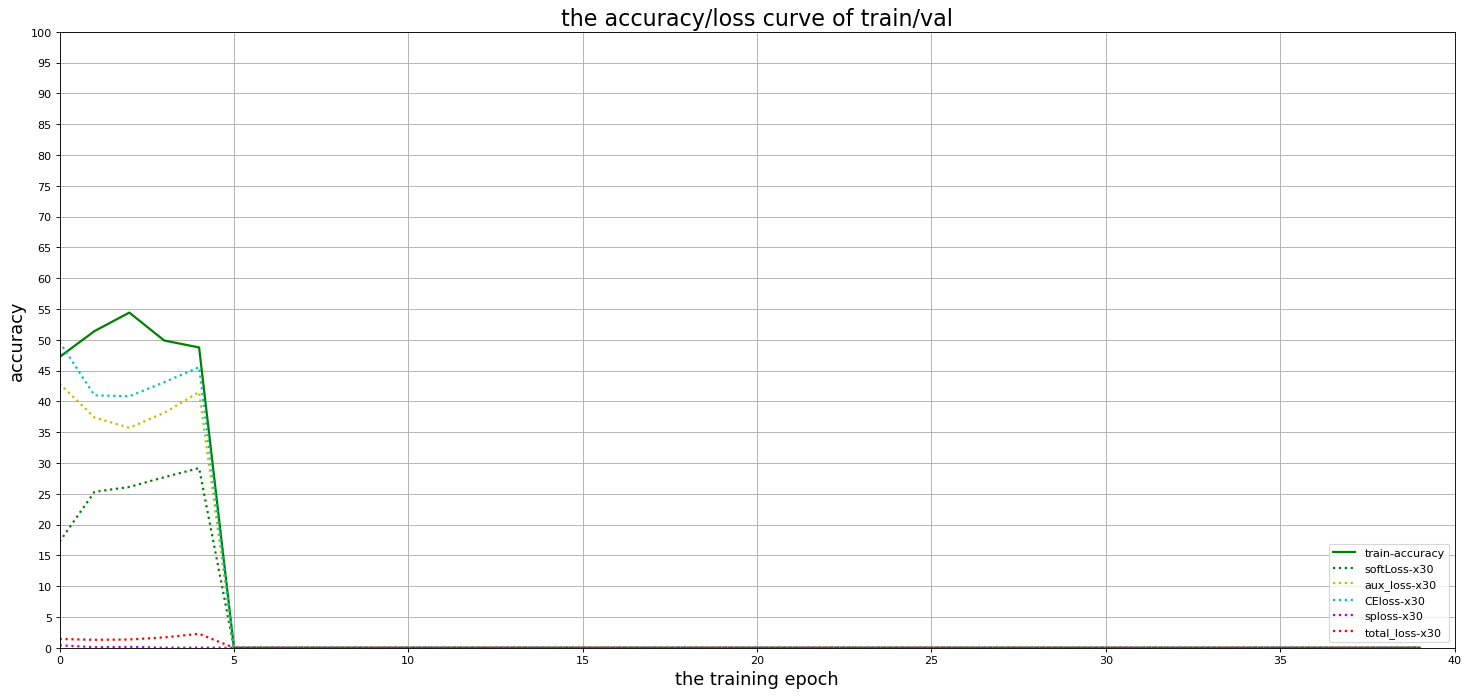 the accuracy/loss curve of train/val
100
95
90
85
80
75
70
65
60
55
50
45
40
35
30
25
20
15
10
5
0
accuracy
0 5 10 15 20 25 30 35 40
the training epoch
train-accuracy
softLoss-x30
aux_loss-x30
CEloss-x30
sploss-x30
total_loss-x30